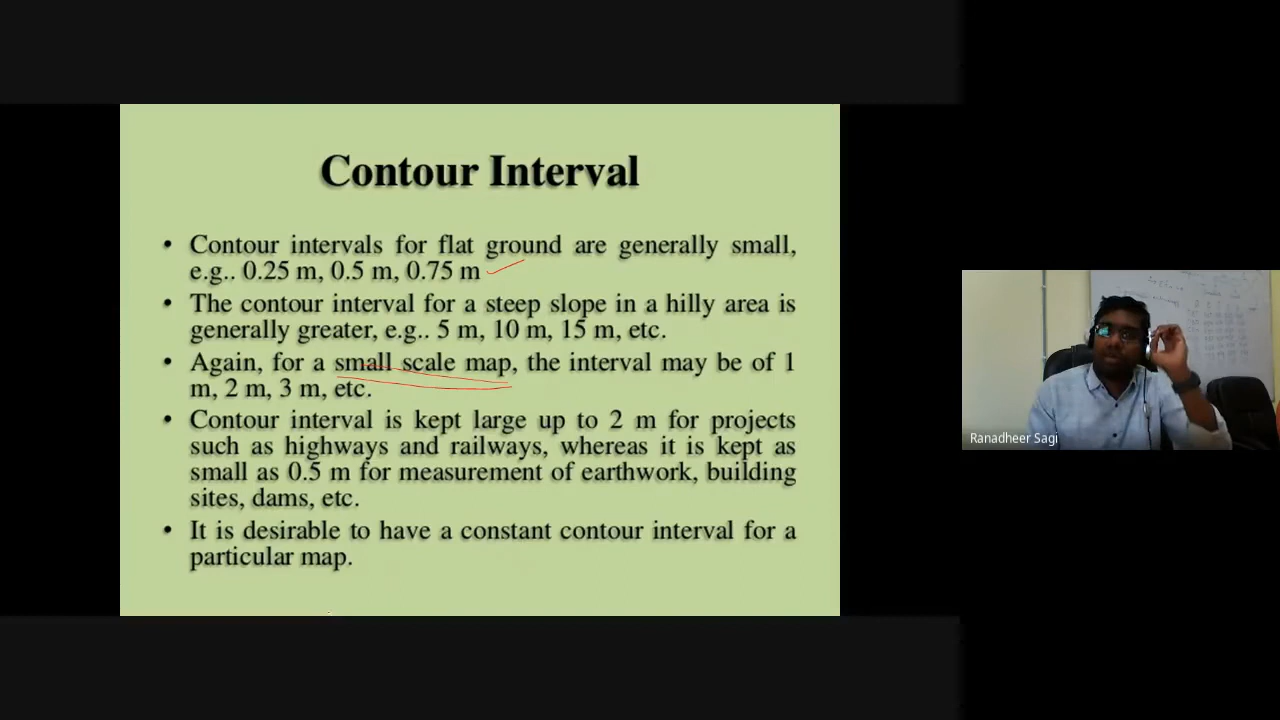 Contour Interval
• Contour intervals for flat ground are generally small,
e.g.. 0.25 m, 0.5 m, 0.75 m
• The contour interval for a steep slope in a hilly area is
generally greater, e.g.. 5 m, 10 m, 15 m, etc.
• Again, for a small scale map, the interval may be of 1
m, 2 m, 3 m, etc.
• Contour interval is kept large up to 2 m for projects
such as highways and railways, whereas it is kept as
small as 0.5 m for measurement of earthwork, building
sites, dams, etc.
• It is desirable to have a constant contour interval for a
particular map.
Ranadheer Sagi